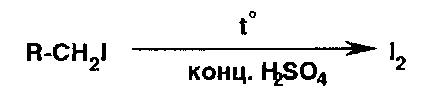 t°
R-CH₂I → I₂
конц. H₂SO₄